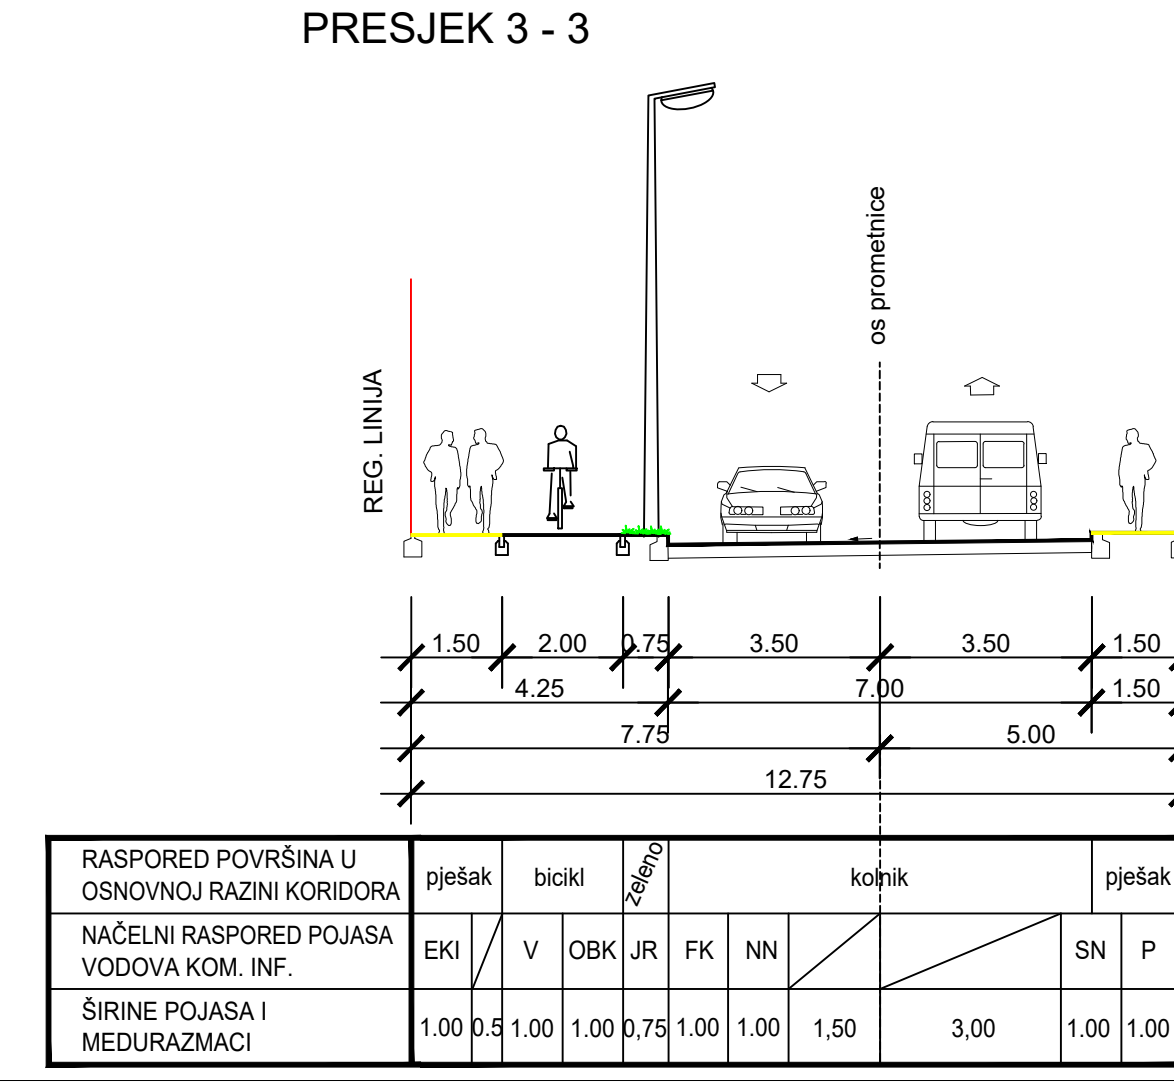 PRESJEK 3 - 3
os prometnice
REG. LINIJA
1.50 2.00 0.75 3.50 3.50 1.50
4.25 7.00 1.50
7.75 5.00
12.75
RASPORED POVRŠINA U
OSNOVNOJ RAZINI KORIDORA
pješak bicikl zeleno kolnik pješak
NAČELNI RASPORED POJASA
VODOVA KOM. INF.
EKI V OBK JR FK NN SN P
ŠIRINE POJASA I
MEDURAZMACI
1.00 0.5 1.00 1.00 0,75 1.00 1.00 1,50 3,00 1.00 1.00